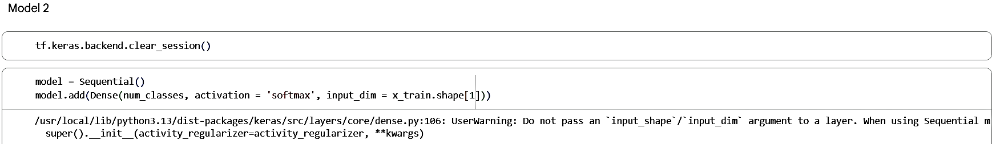 Model 2
tf.keras.backend.clear_session()
model = Sequential()
model.add(Dense(num_classes, activation = 'softmax', input_dim = x_train.shape[1]))
/usr/local/lib/python3.13/dist-packages/keras/src/layers/core/dense.py:106: UserWarning: Do not pass an `input_shape`/`input_dim` argument to a layer. When using Sequential m
super().__init__(activity_regularizer=activity_regularizer, **kwargs)